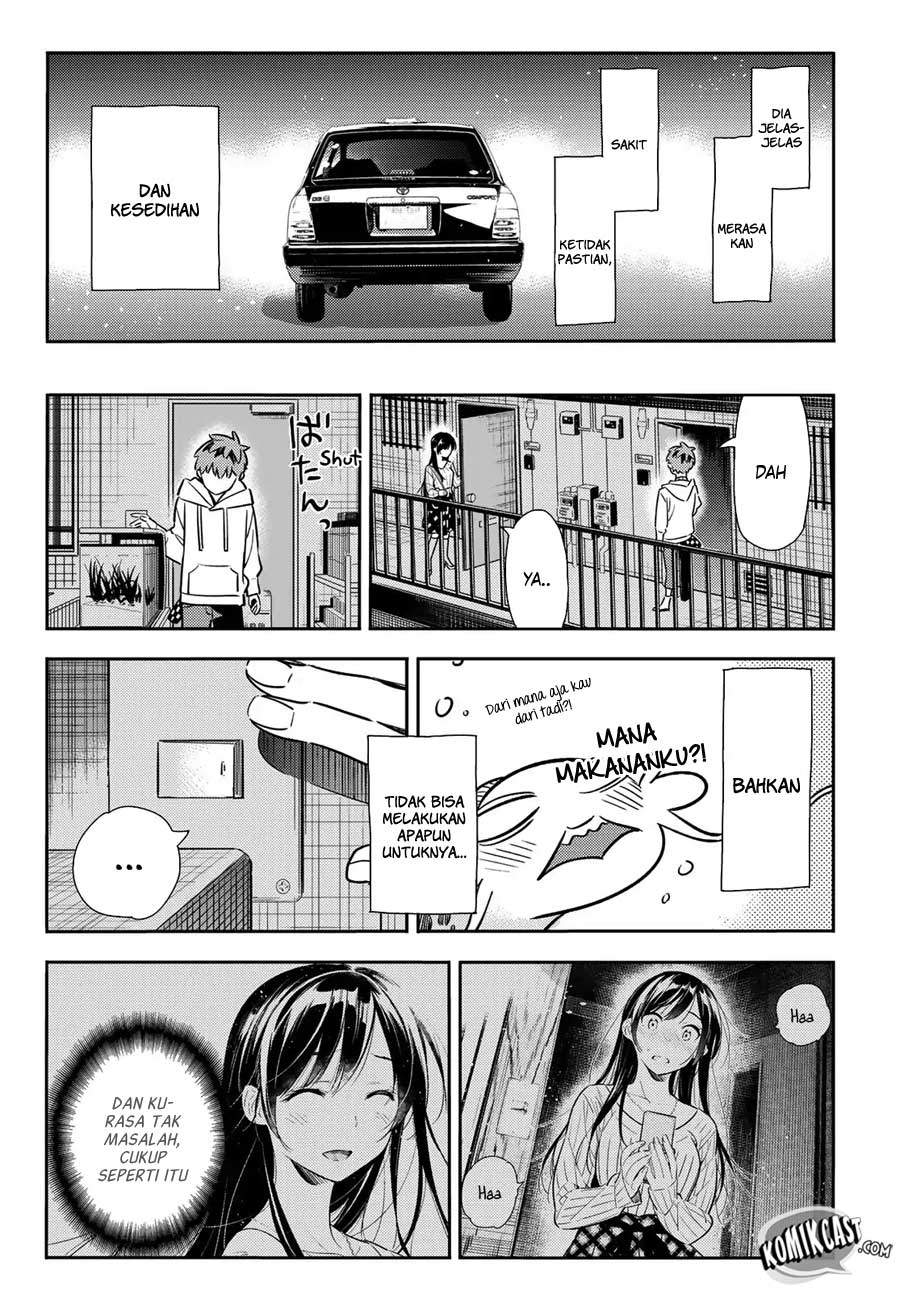 DIA
JELAS-
JELAS
MERASA
KAN
SAKIT
KETIDAK
PASTIAN,
DAN
KESEDIHAN
DAH
YA..
ばたん。
Shut
BAHKAN
Dari mana aja kau
dari tadi?!
MANA
MAKANANKU?!
TIDAK BISA
MELAKUKAN
APAPUN
UNTUKNYA...
...
Haa
Haa
DAN KU-
RASA TAK
MASALAH,
CUKUP
SEPERTI ITU
KOMIKCAST.COM